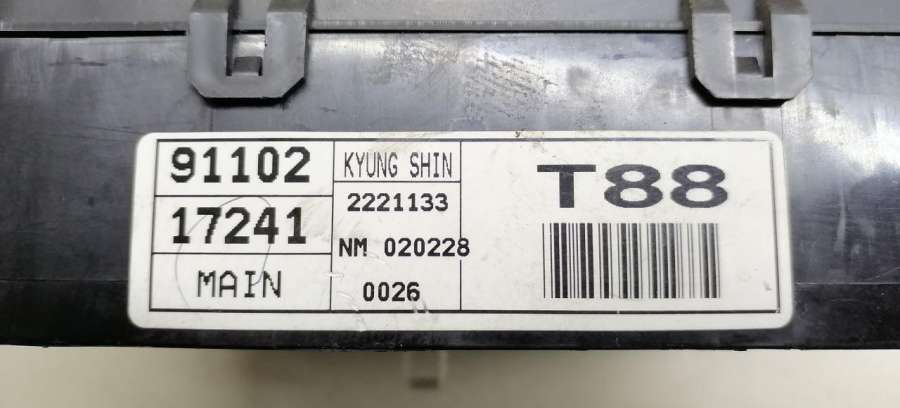 91102
17241
MAIN
KYUNG SHIN
2221133
NM 020228
0026
T88